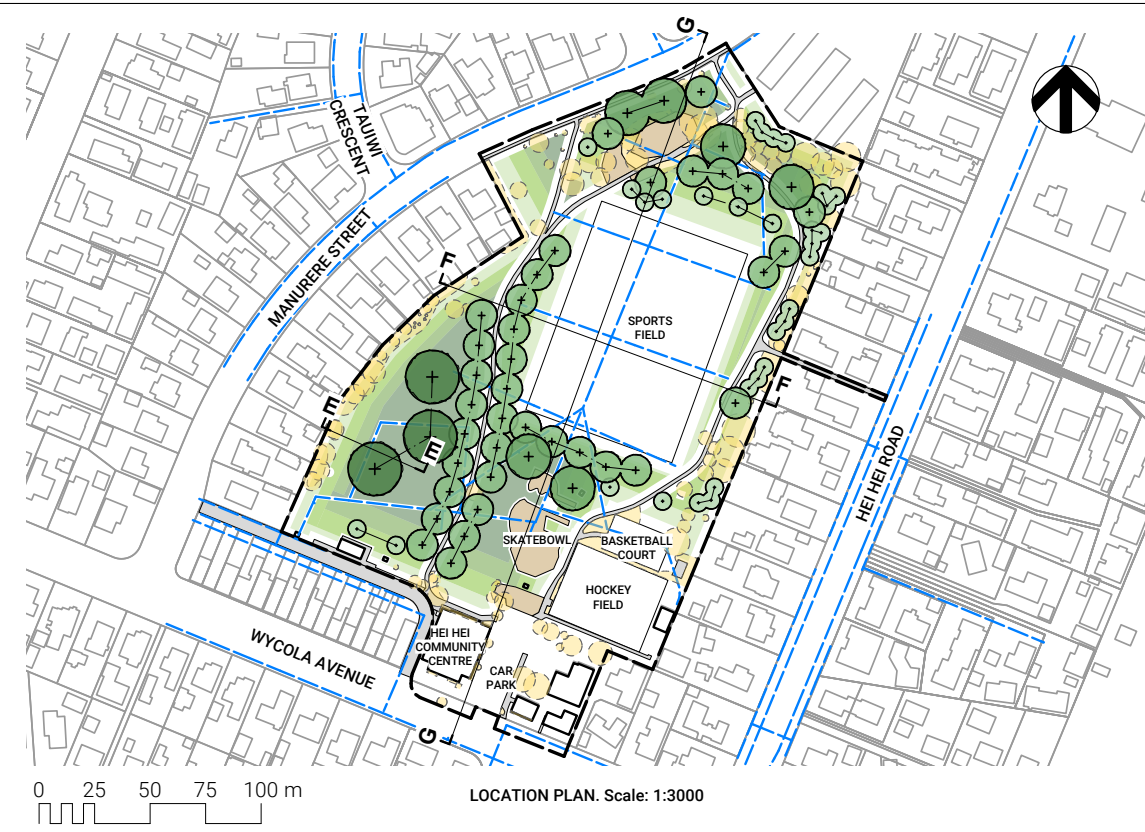 G
TAUIWI
CRESCENT
MANURERE STREET
F
SPORTS
FIELD
F
E
E
HEI HEI ROAD
SKATEBOWL
BASKETBALL
COURT
HOCKEY
FIELD
WYCOLA AVENUE
HEI HEI
COMMUNITY
CENTRE
CAR
PARK
G
0 25 50 75 100 m
LOCATION PLAN. Scale: 1:3000